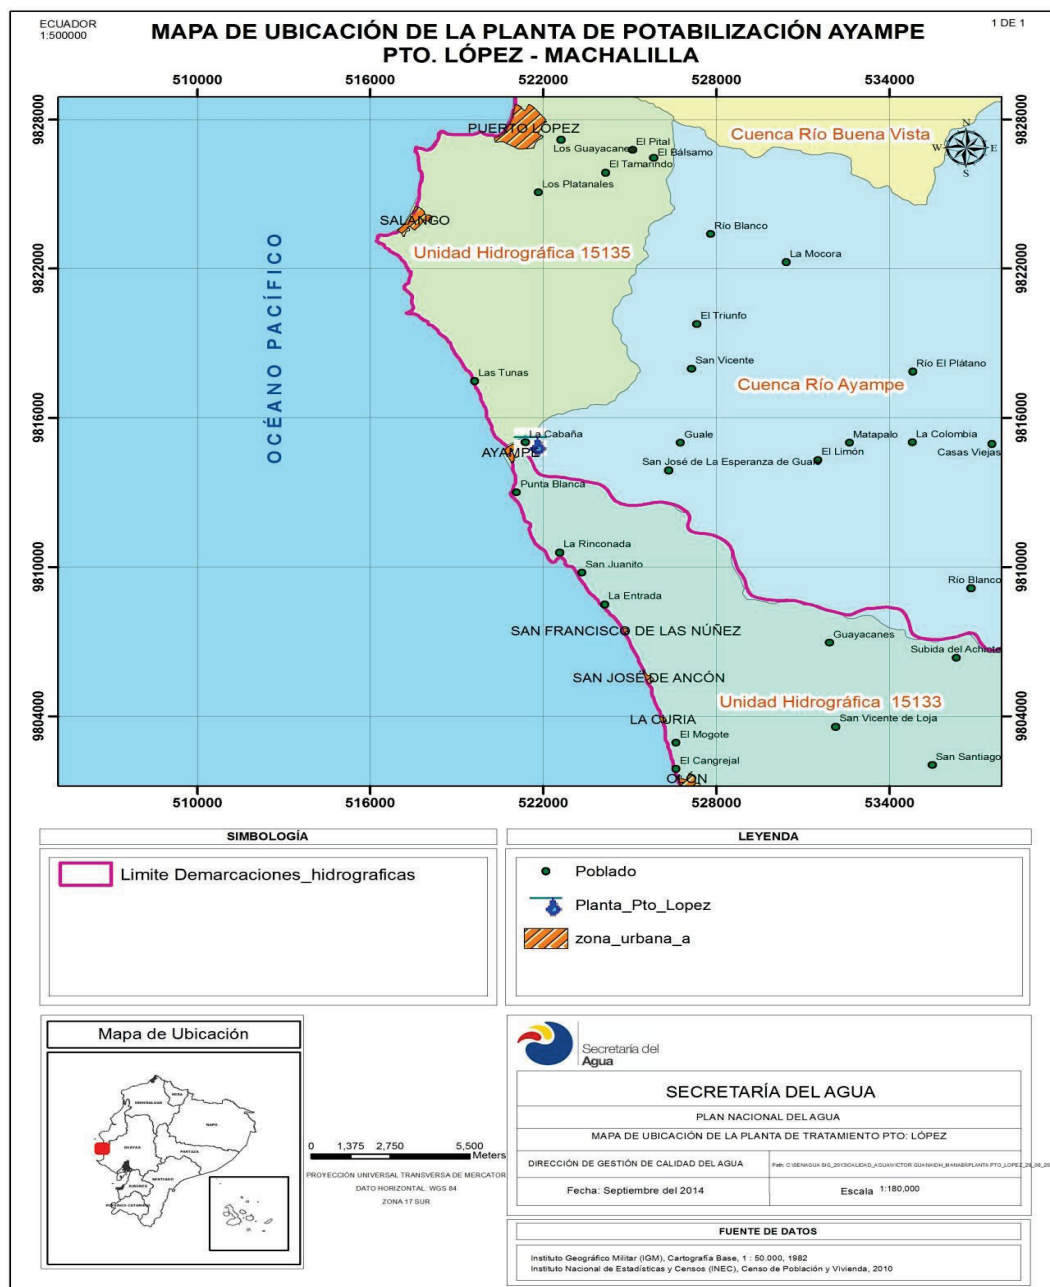 ECUADOR
1:500000
MAPA DE UBICACIÓN DE LA PLANTA DE POTABILIZACIÓN AYAMPE
PTO. LÓPEZ - MACHALILLA
1 DE 1
510000 516000 522000 528000 534000
9828000 9828000
9822000 9822000
9816000 9816000
9810000 9810000
9804000 9804000
PUERTO LÓPEZ
Cuenca Río Buena Vista
N
W E
S
El Pital
Los Guayacanes
El Bálsamo
El Tamarindo
Los Platanales
SALANGO
Río Blanco
Unidad Hidrográfica 15135
La Mocora
OCÉANO PACÍFICO
El Triunfo
San Vicente
Río El Plátano
Las Tunas
Cuenca Río Ayampe
La Cabaña
Guale
Matapalo
La Colombia
AYAMPE
El Limón
Casas Viejas
San José de La Esperanza de Guale
Punta Blanca
La Rinconada
San Juanito
Río Blanco
La Entrada
SAN FRANCISCO DE LAS NÚÑEZ
Guayacanes
Subida del Achiote
SAN JOSÉ DE ANCÓN
Unidad Hidrográfica 15133
LA CURIA
San Vicente de Loja
El Mogote
El Cangrejal
San Santiago
OLÓN
510000 516000 522000 528000 534000
SIMBOLOGÍA
Limite Demarcaciones_hidrograficas
LEYENDA
Poblado
Planta_Pto_Lopez
zona_urbana_a
Mapa de Ubicación
0 1,375 2,750 5,500
Meters
PROYECCIÓN UNIVERSAL TRANSVERSA DE MERCATOR
DATO HORIZONTAL: WGS 84
ZONA 17 SUR
Secretaría del
Agua
SECRETARÍA DEL AGUA
PLAN NACIONAL DEL AGUA
MAPA DE UBICACIÓN DE LA PLANTA DE TRATAMIENTO PTO: LÓPEZ
DIRECCIÓN DE GESTIÓN DE CALIDAD DEL AGUA
Fecha: Septiembre del 2014
Escala 1:180,000
FUENTE DE DATOS
Instituto Geográfico Militar (IGM), Cartografía Base, 1 : 50.000, 1982
Instituto Nacional de Estadísticas y Censos (INEC), Censo de Población y Vivienda, 2010